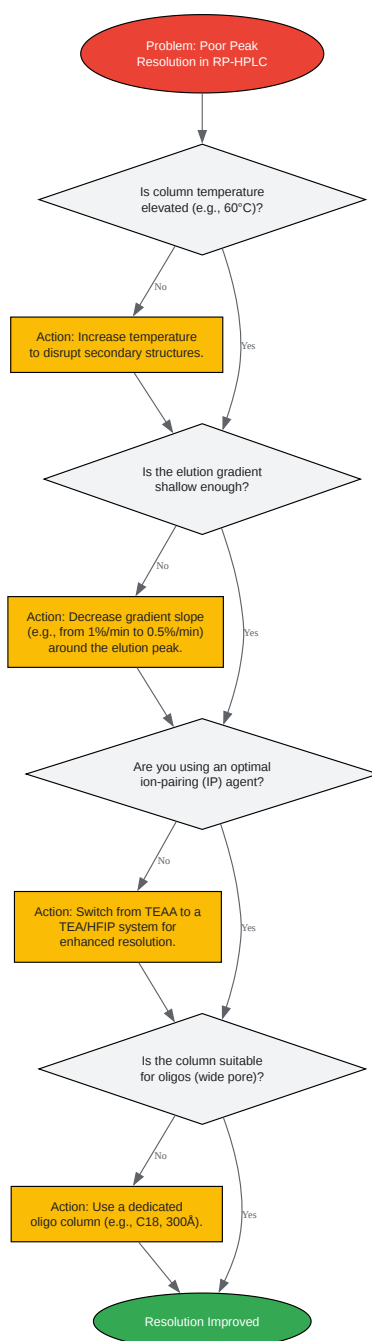 Problem: Poor Peak
Resolution in RP-HPLC
Is column temperature
elevated (e.g., 60°C)?
No
Action: Increase temperature
to disrupt secondary structures.
Yes
Is the elution gradient
shallow enough?
No
Action: Decrease gradient slope
(e.g., from 1%/min to 0.5%/min)
around the elution peak.
Yes
Are you using an optimal
ion-pairing (IP) agent?
No
Action: Switch from TEAA to a
TEA/HFIP system for
enhanced resolution.
Yes
Is the column suitable
for oligos (wide pore)?
No
Action: Use a dedicated
oligo column (e.g., C18, 300Å).
Yes
Resolution Improved